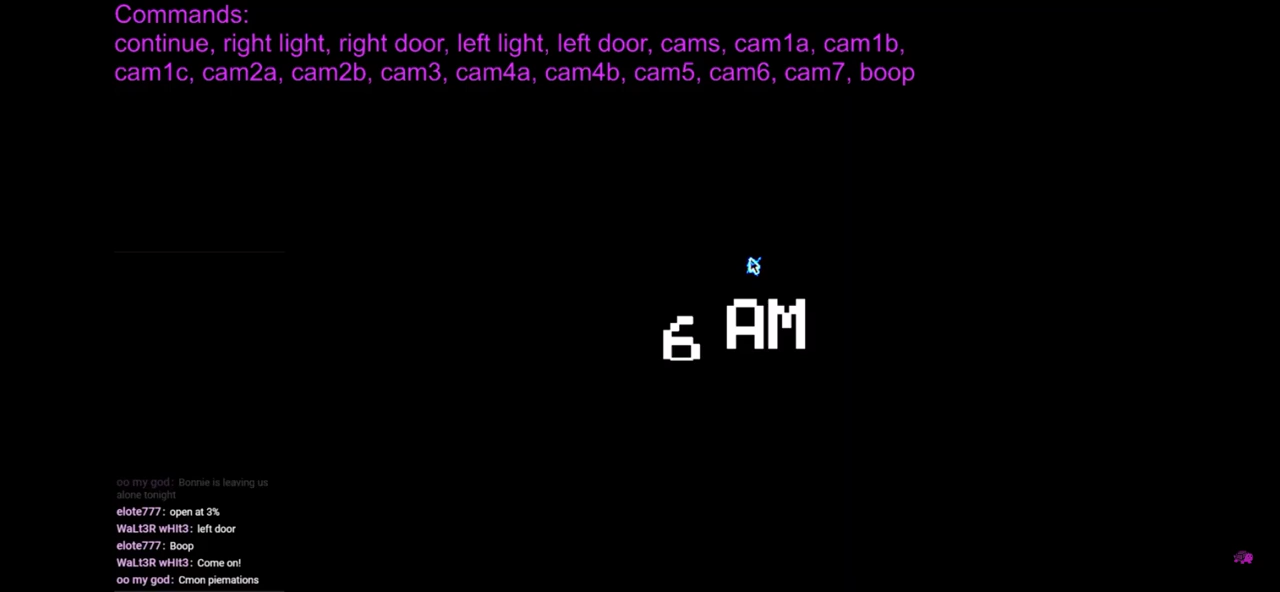 Commands:
continue, right light, right door, left light, left door, cams, cam1a, cam1b,
cam1c, cam2a, cam2b, cam3, cam4a, cam4b, cam5, cam6, cam7, boop
6 AM
oo my god: Bonnie is leaving us
alone tonight
elote777: open at 3%
WaLt3R wHIt3: left door
elote777: Boop
WaLt3R wHIt3: Come on!
oo my god: Cmon piemations